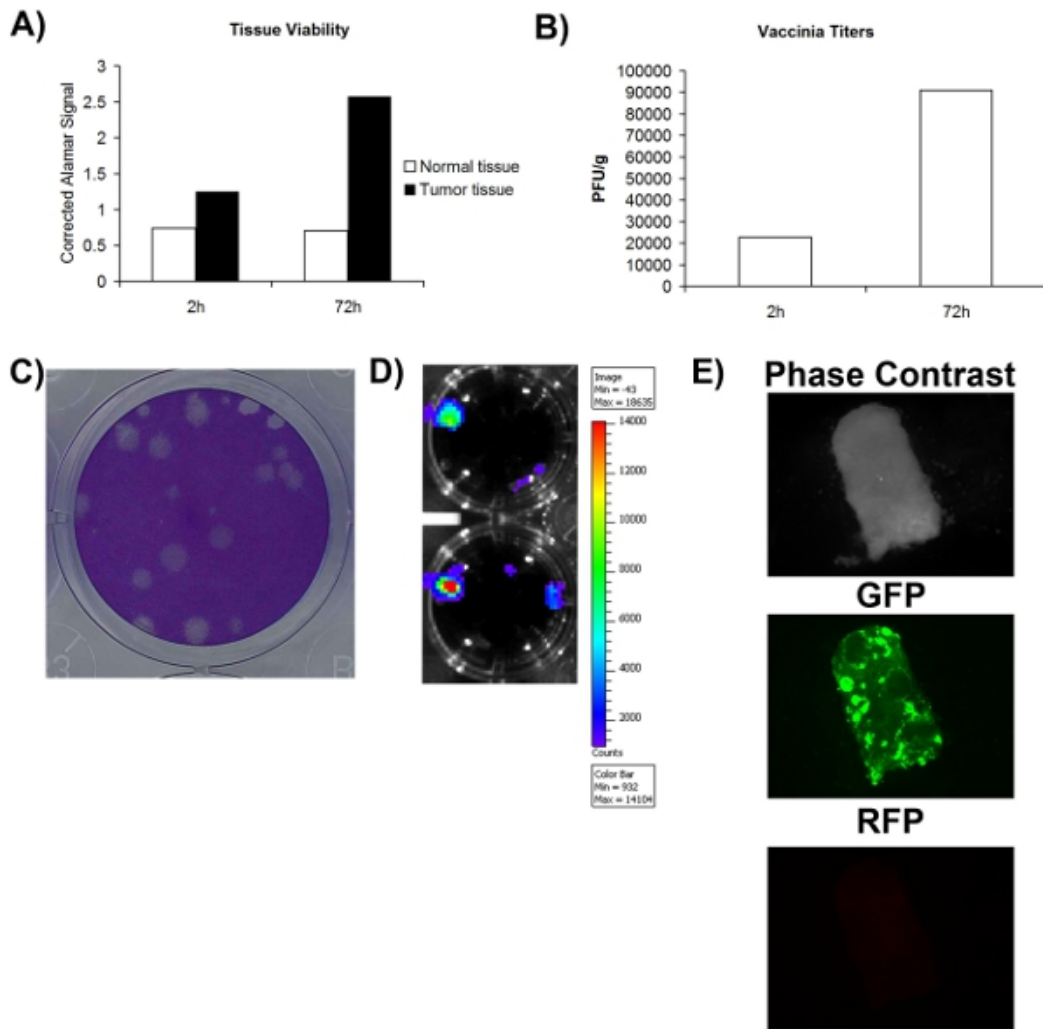 A)
Tissue Viability
Corrected Alamar Signal
3
2.5
2
1.5
1
0.5
0
2h
72h
Normal tissue
Tumor tissue
B)
Vaccinia Titers
PFU/g
100000
90000
80000
70000
60000
50000
40000
30000
20000
10000
0
2h
72h
C)
3
B
D)
Image
Min = -43
Max = 18635
14000
12000
10000
8000
6000
4000
2000
Counts
Color Bar
Min = 932
Max = 14104
E)
Phase Contrast
GFP
RFP